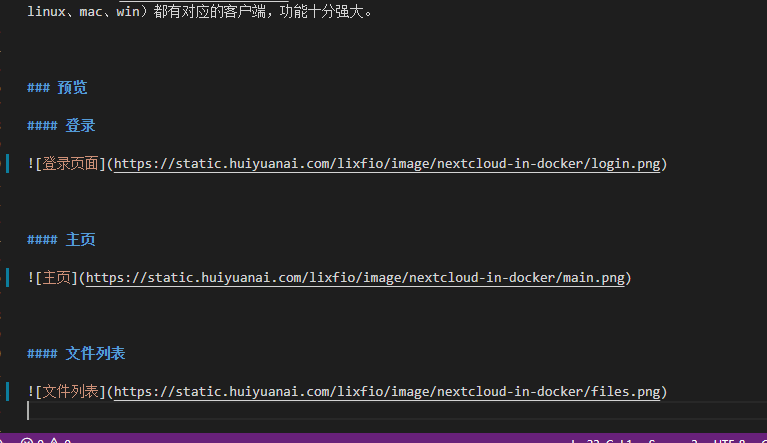 linux、mac、win）都有对应的客户端，功能十分强大。
### 预览
#### 登录
![登录页面](https://static.huiyuanai.com/lixfio/image/nextcloud-in-docker/login.png)
#### 主页
![主页](https://static.huiyuanai.com/lixfio/image/nextcloud-in-docker/main.png)
#### 文件列表
![文件列表](https://static.huiyuanai.com/lixfio/image/nextcloud-in-docker/files.png)